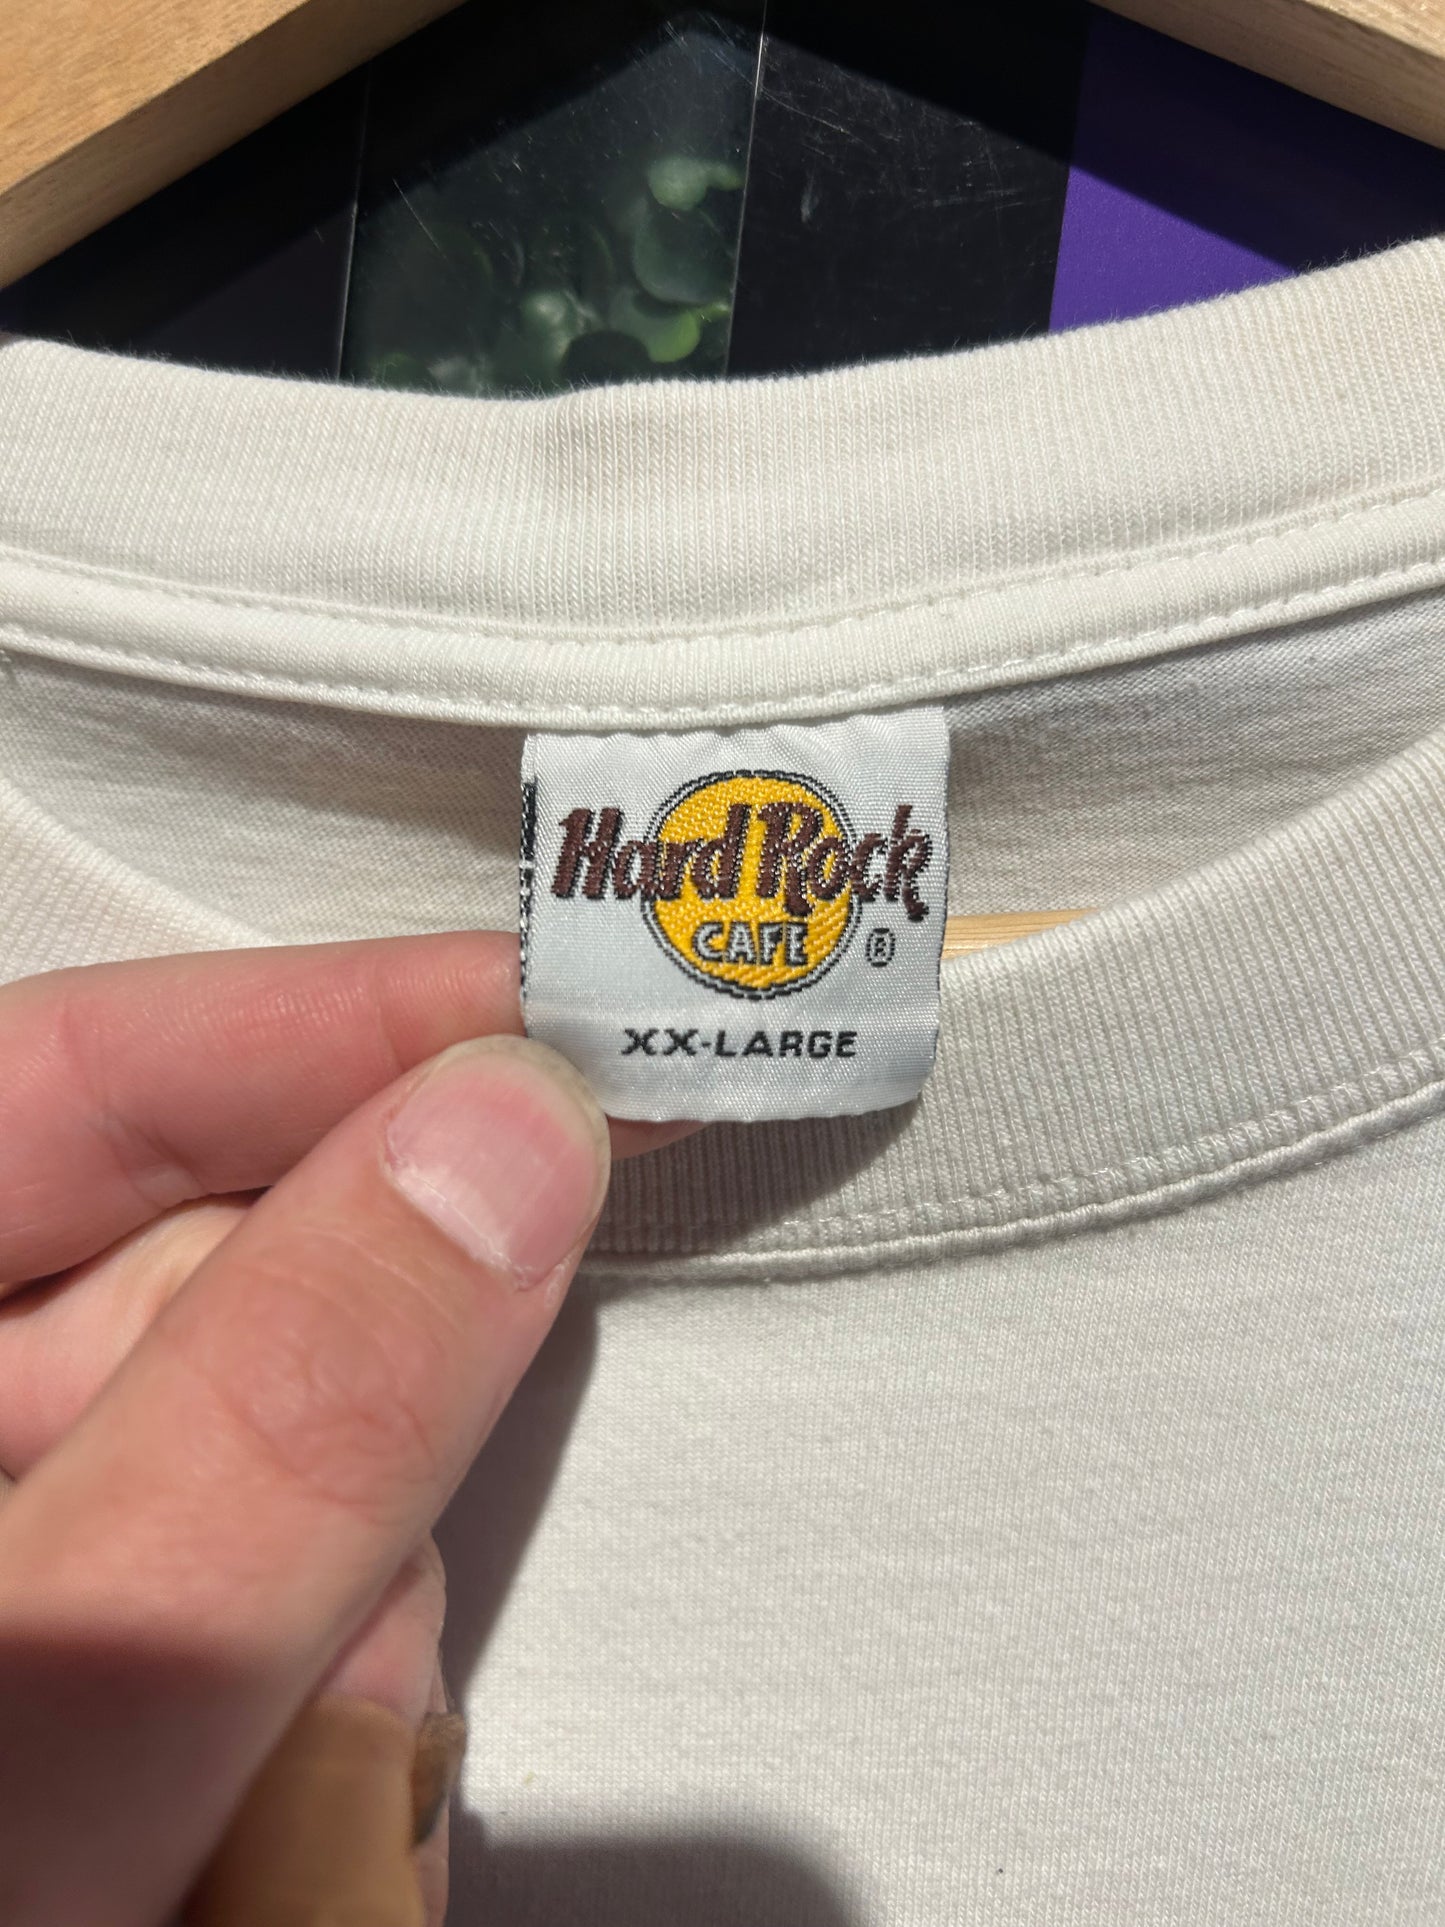 Hard Rock
CAFE ®
XX-LARGE